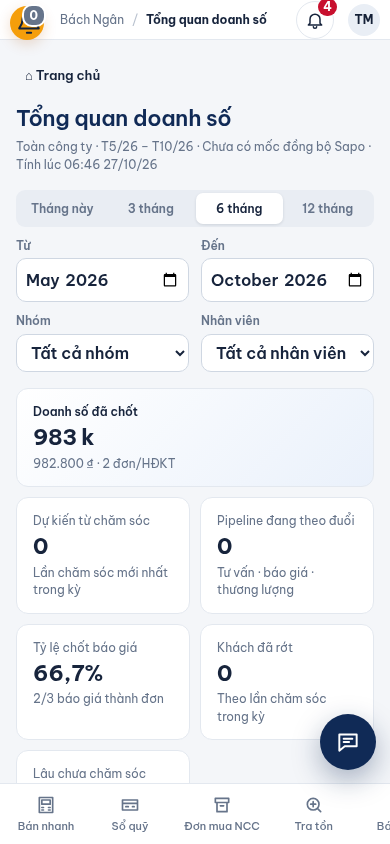 0
Bách Ngân / Tổng quan doanh số
4
TM
⌂ Trang chủ
Tổng quan doanh số
Toàn công ty · T5/26 – T10/26 · Chưa có mốc đồng bộ Sapo ·
Tính lúc 06:46 27/10/26
Tháng này
3 tháng
6 tháng
12 tháng
Từ
Đến
May 2026
October 2026
Nhóm
Nhân viên
Tất cả nhóm
Tất cả nhân viên
Doanh số đã chốt
983 k
982.800 ₫ · 2 đơn/HĐKT
Dự kiến từ chăm sóc
0
Lần chăm sóc mới nhất
trong kỳ
Pipeline đang theo đuổi
0
Tư vấn · báo giá ·
thương lượng
Tỷ lệ chốt báo giá
66,7%
2/3 báo giá thành đơn
Khách đã rớt
0
Theo lần chăm sóc
trong kỳ
Lâu chưa chăm sóc
Bán nhanh
Sổ quỹ
Đơn mua NCC
Tra tồn